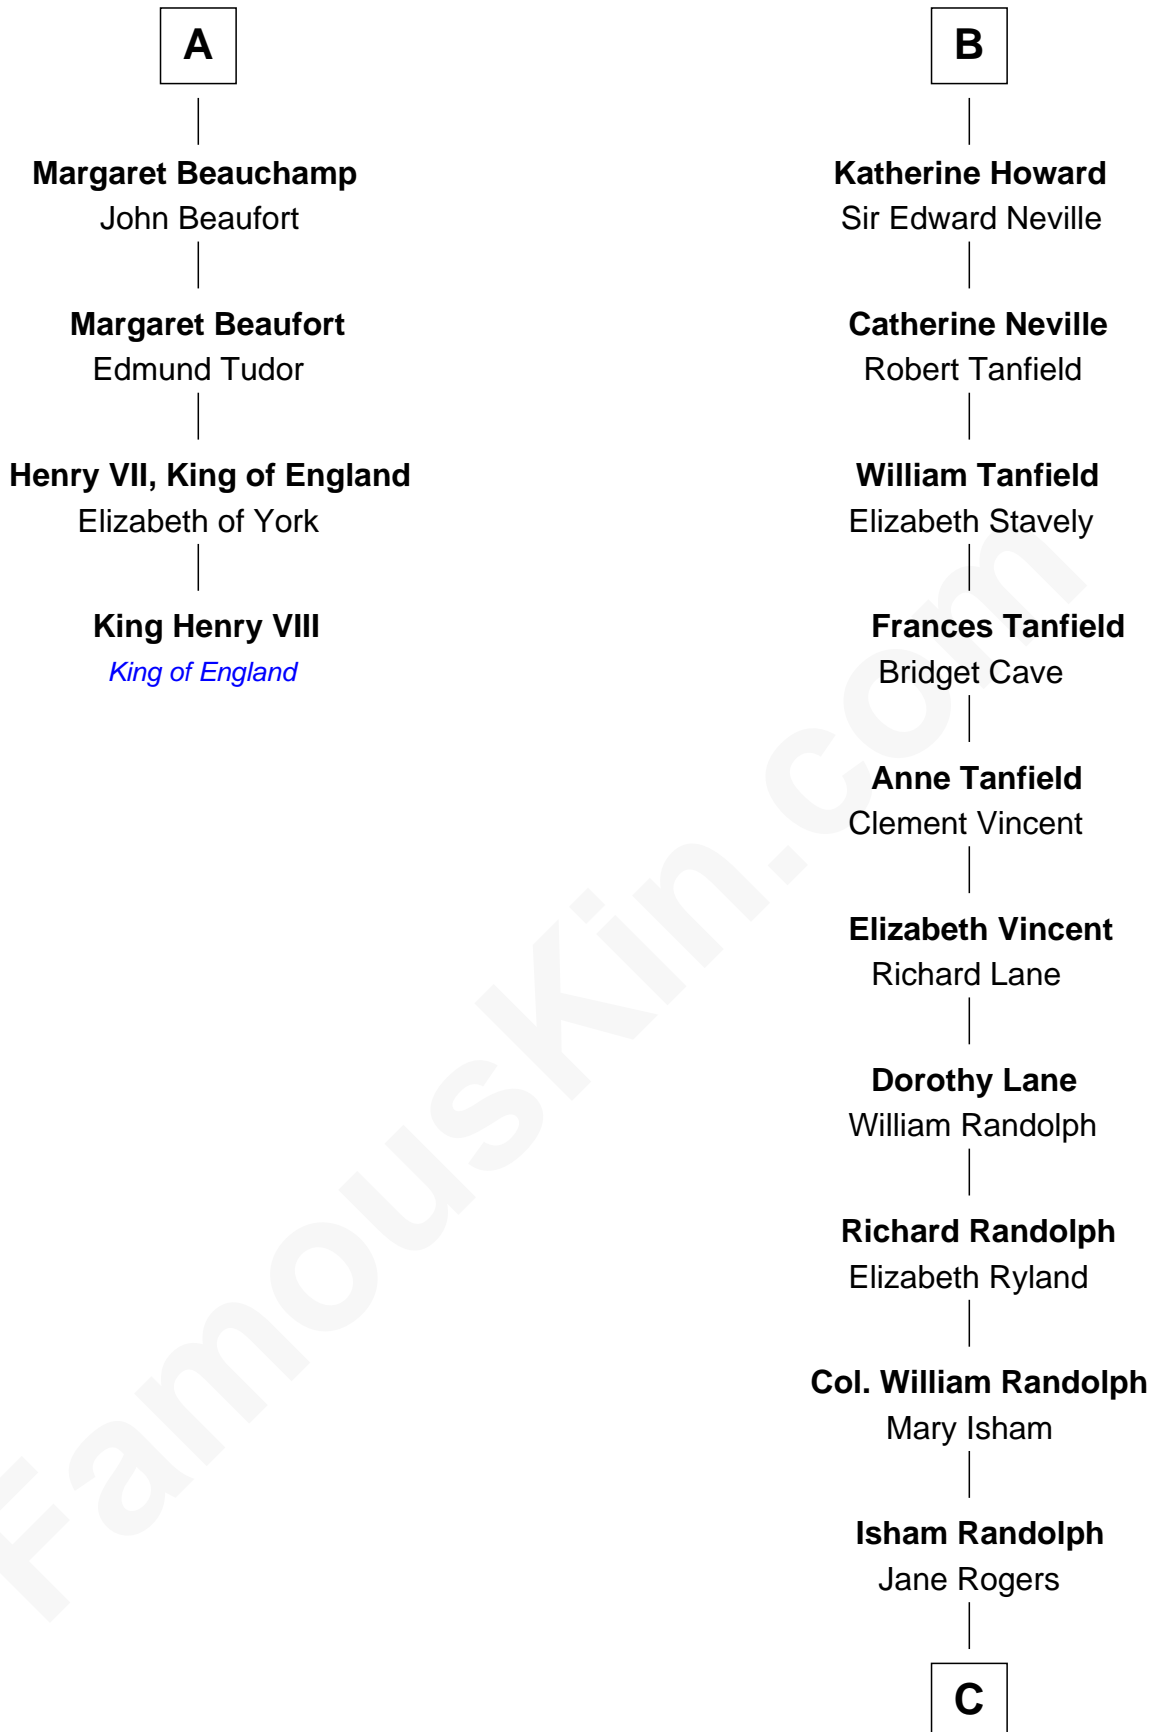 A
Margaret Beauchamp
John Beaufort
Margaret Beaufort
Edmund Tudor
Henry VII, King of England
Elizabeth of York
King Henry VIII
King of England
B
Katherine Howard
Sir Edward Neville
Catherine Neville
Robert Tanfield
William Tanfield
Elizabeth Stavely
Frances Tanfield
Bridget Cave
Anne Tanfield
Clement Vincent
Elizabeth Vincent
Richard Lane
Dorothy Lane
William Randolph
Richard Randolph
Elizabeth Ryland
Col. William Randolph
Mary Isham
Isham Randolph
Jane Rogers
C
FamousKin.com